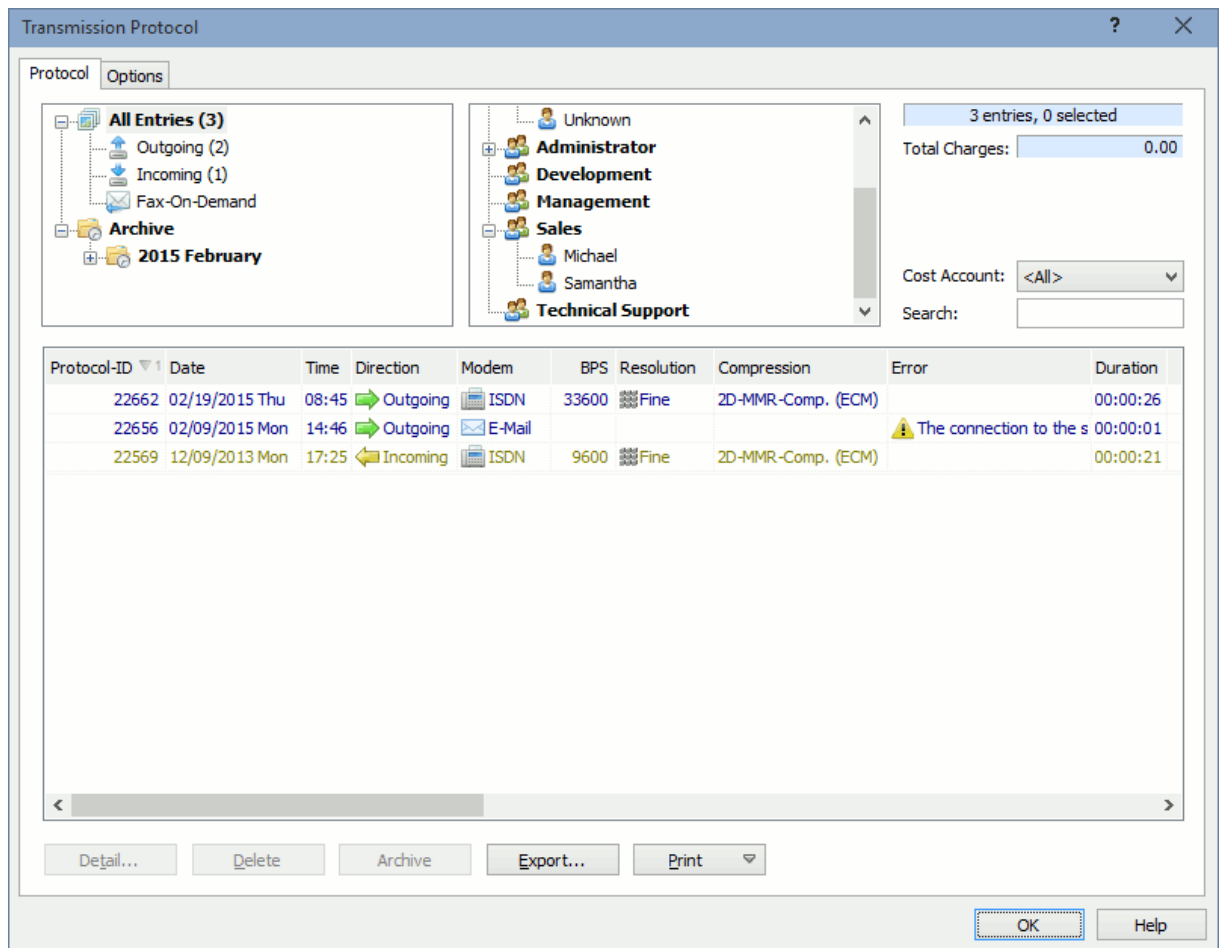 Transmission Protocol ?
Protocol Options
All Entries (3)
Outgoing (2)
Incoming (1)
Fax-On-Demand
Archive
2015 February
Unknown
Administrator
Development
Management
Sales
Michael
Samantha
Technical Support
3 entries, 0 selected
Total Charges: 0.00
Cost Account: <All>
Search:
Protocol-ID 1 Date Time Direction Modem BPS Resolution Compression Error Duration
22662 02/19/2015 Thu 08:45 Outgoing ISDN 33600 Fine 2D-MMR-Comp. (ECM) 00:00:26
22656 02/09/2015 Mon 14:46 Outgoing E-Mail The connection to the s 00:00:01
22569 12/09/2013 Mon 17:25 Incoming ISDN 9600 Fine 2D-MMR-Comp. (ECM) 00:00:21
Detail... Delete Archive Export... Print
OK Help